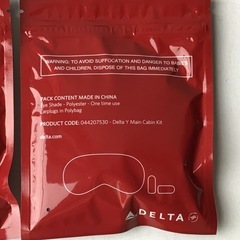 WARNING: TO AVOID SUFFOCATION AND DANGER TO BABIES
AND CHILDREN, DISPOSE OF THIS BAG IMMEDIATELY
PACK CONTENT MADE IN CHINA
Eye Shade - Polyester - One time use
Earplugs in Polybag
PRODUCT CODE: 044207530 - Delta Y Main Cabin Kit
delta.com
DELTA